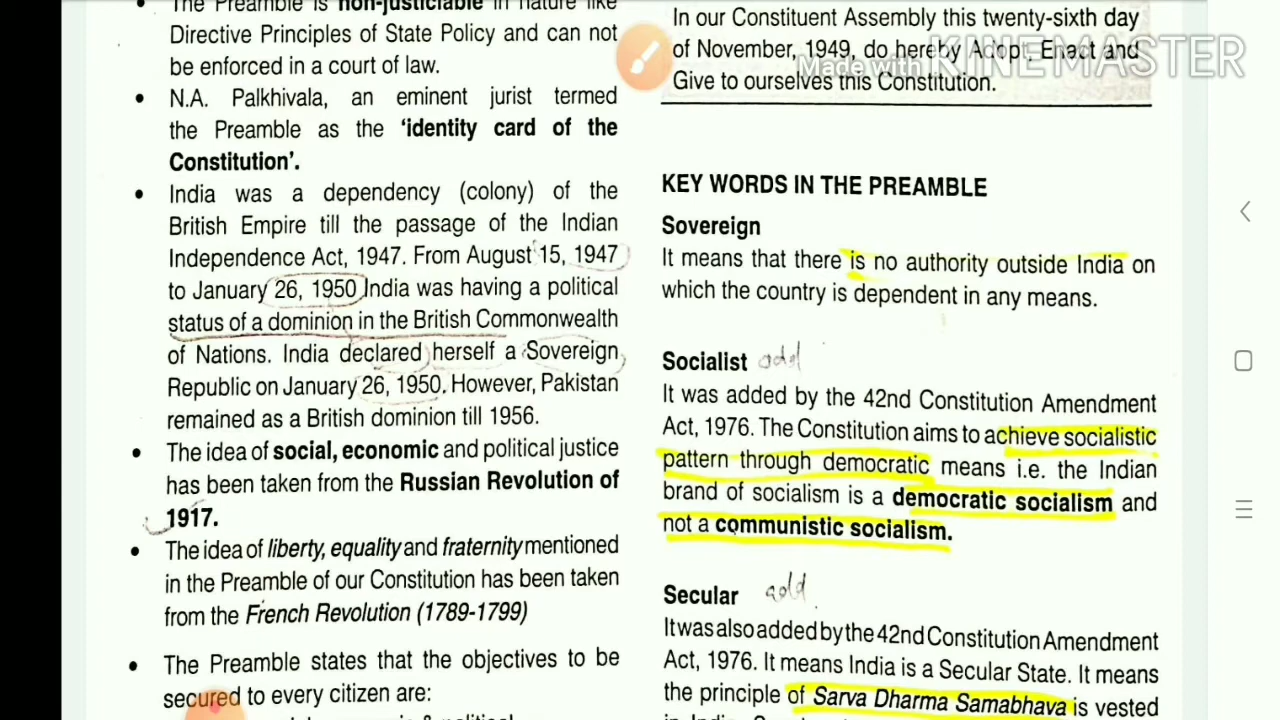 The Preamble is non-justiciable in nature like
Directive Principles of State Policy and can not
be enforced in a court of law.
• N.A. Palkhivala, an eminent jurist termed
the Preamble as the 'identity card of the
Constitution'.
• India was a dependency (colony) of the
British Empire till the passage of the Indian
Independence Act, 1947. From August 15, 1947
to January 26, 1950 India was having a political
status of a dominion in the British Commonwealth
of Nations. India declared herself a Sovereign
Republic on January 26, 1950. However, Pakistan
remained as a British dominion till 1956.
• The idea of social, economic and political justice
has been taken from the Russian Revolution of
1917.
• The idea of liberty, equality and fraternity mentioned
in the Preamble of our Constitution has been taken
from the French Revolution (1789-1799)
• The Preamble states that the objectives to be
secured to every citizen are:
In our Constituent Assembly this twenty-sixth day
of November, 1949, do hereby Adopt, Enact and
Give to ourselves this Constitution.
Made with KINEMASTER
KEY WORDS IN THE PREAMBLE
Sovereign
It means that there is no authority outside India on
which the country is dependent in any means.
Socialist add
It was added by the 42nd Constitution Amendment
Act, 1976. The Constitution aims to achieve socialistic
pattern through democratic means i.e. the Indian
brand of socialism is a democratic socialism and
not a communistic socialism.
Secular add
It was also added by the 42nd Constitution Amendment
Act, 1976. It means India is a Secular State. It means
the principle of Sarva Dharma Samabhava is vested